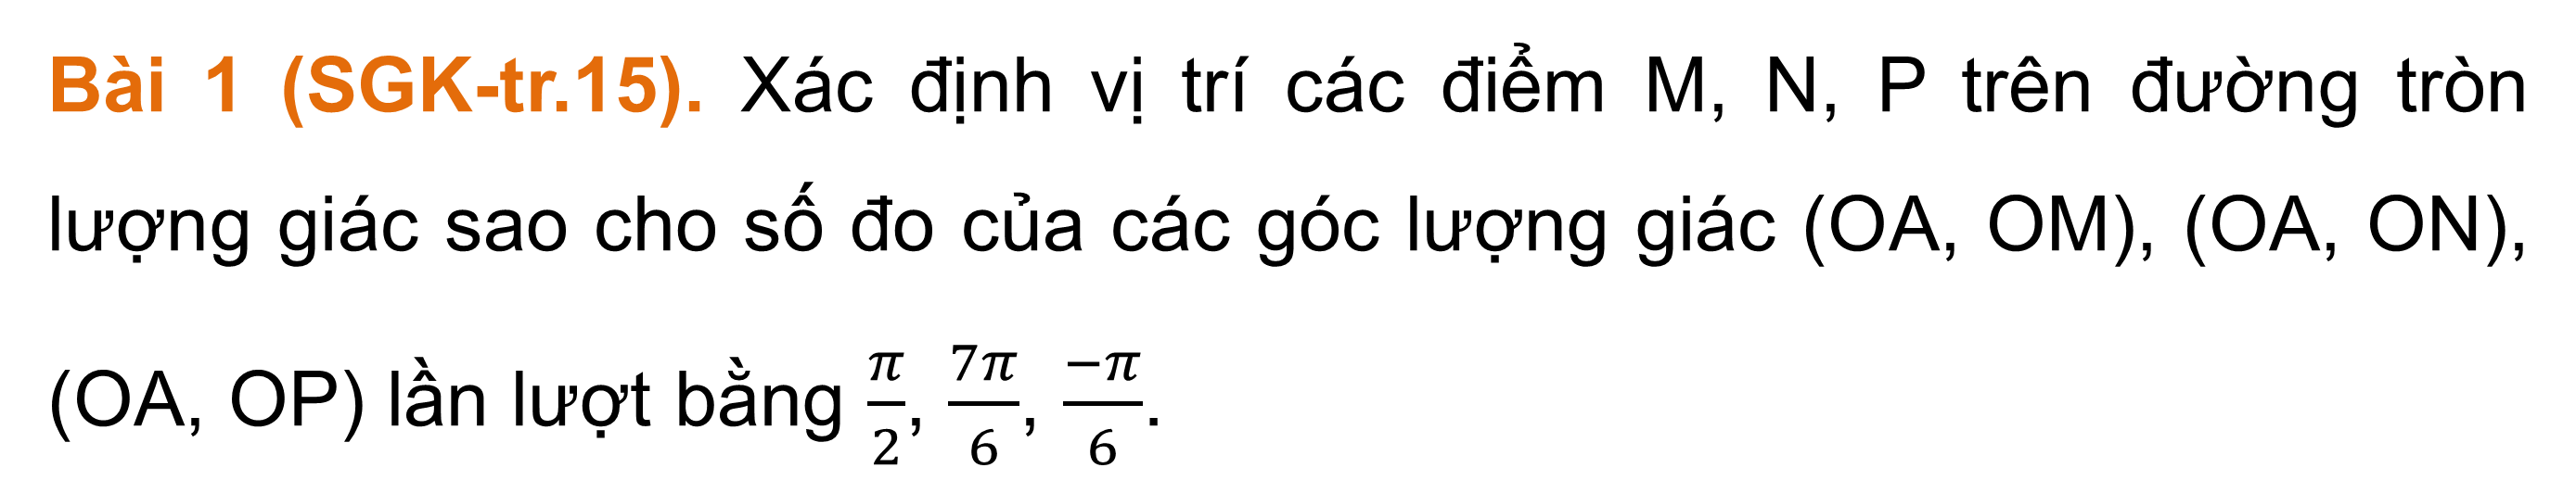 Bài 1 (SGK-tr.15). Xác định vị trí các điểm M, N, P trên đường tròn
lượng giác sao cho số đo của các góc lượng giác (OA, OM), (OA, ON),
(OA, OP) lần lượt bằng π/2, 7π/6, −π/6.